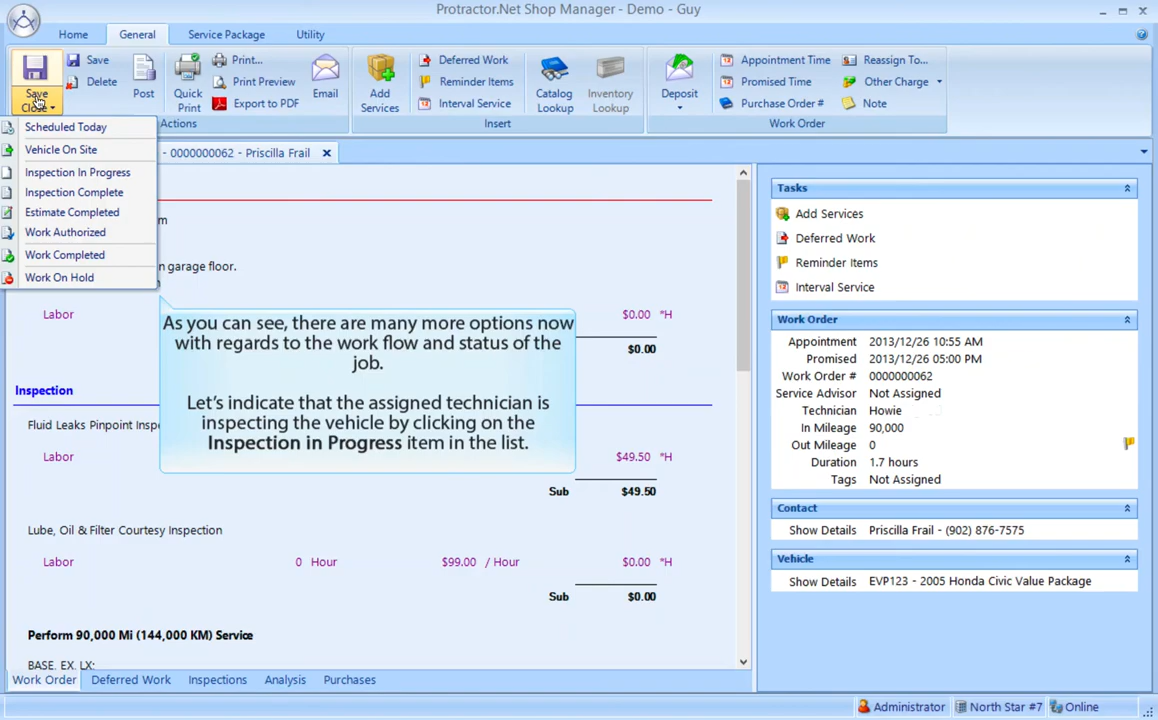 Protractor.Net Shop Manager - Demo - Guy
Home General Service Package Utility
Save Close
Save
Delete
Post
Quick Print
Print...
Print Preview
Export to PDF
Email
Actions
Add Services
Deferred Work
Reminder Items
Interval Service
Catalog Lookup
Inventory Lookup
Insert
Deposit
Appointment Time
Promised Time
Purchase Order #
Reassign To...
Other Charge
Note
Work Order
Scheduled Today
Vehicle On Site
Inspection In Progress
Inspection Complete
Estimate Completed
Work Authorized
Work Completed
Work On Hold
- 0000000062 - Priscilla Frail
m
n garage floor.
Labor $0.00 *H
$0.00
As you can see, there are many more options now
with regards to the work flow and status of the
job.
Let's indicate that the assigned technician is
inspecting the vehicle by clicking on the
Inspection in Progress item in the list.
Inspection
Fluid Leaks Pinpoint Inspe
Labor $49.50 *H
Sub $49.50
Lube, Oil & Filter Courtesy Inspection
Labor 0 Hour $99.00 / Hour $0.00 *H
Sub $0.00
Perform 90,000 Mi (144,000 KM) Service
BASE, EX, LX:
Work Order Deferred Work Inspections Analysis Purchases
Tasks
Add Services
Deferred Work
Reminder Items
Interval Service
Work Order
Appointment 2013/12/26 10:55 AM
Promised 2013/12/26 05:00 PM
Work Order # 0000000062
Service Advisor Not Assigned
Technician Howie
In Mileage 90,000
Out Mileage 0
Duration 1.7 hours
Tags Not Assigned
Contact
Show Details Priscilla Frail - (902) 876-7575
Vehicle
Show Details EVP123 - 2005 Honda Civic Value Package
Administrator North Star #7 Online